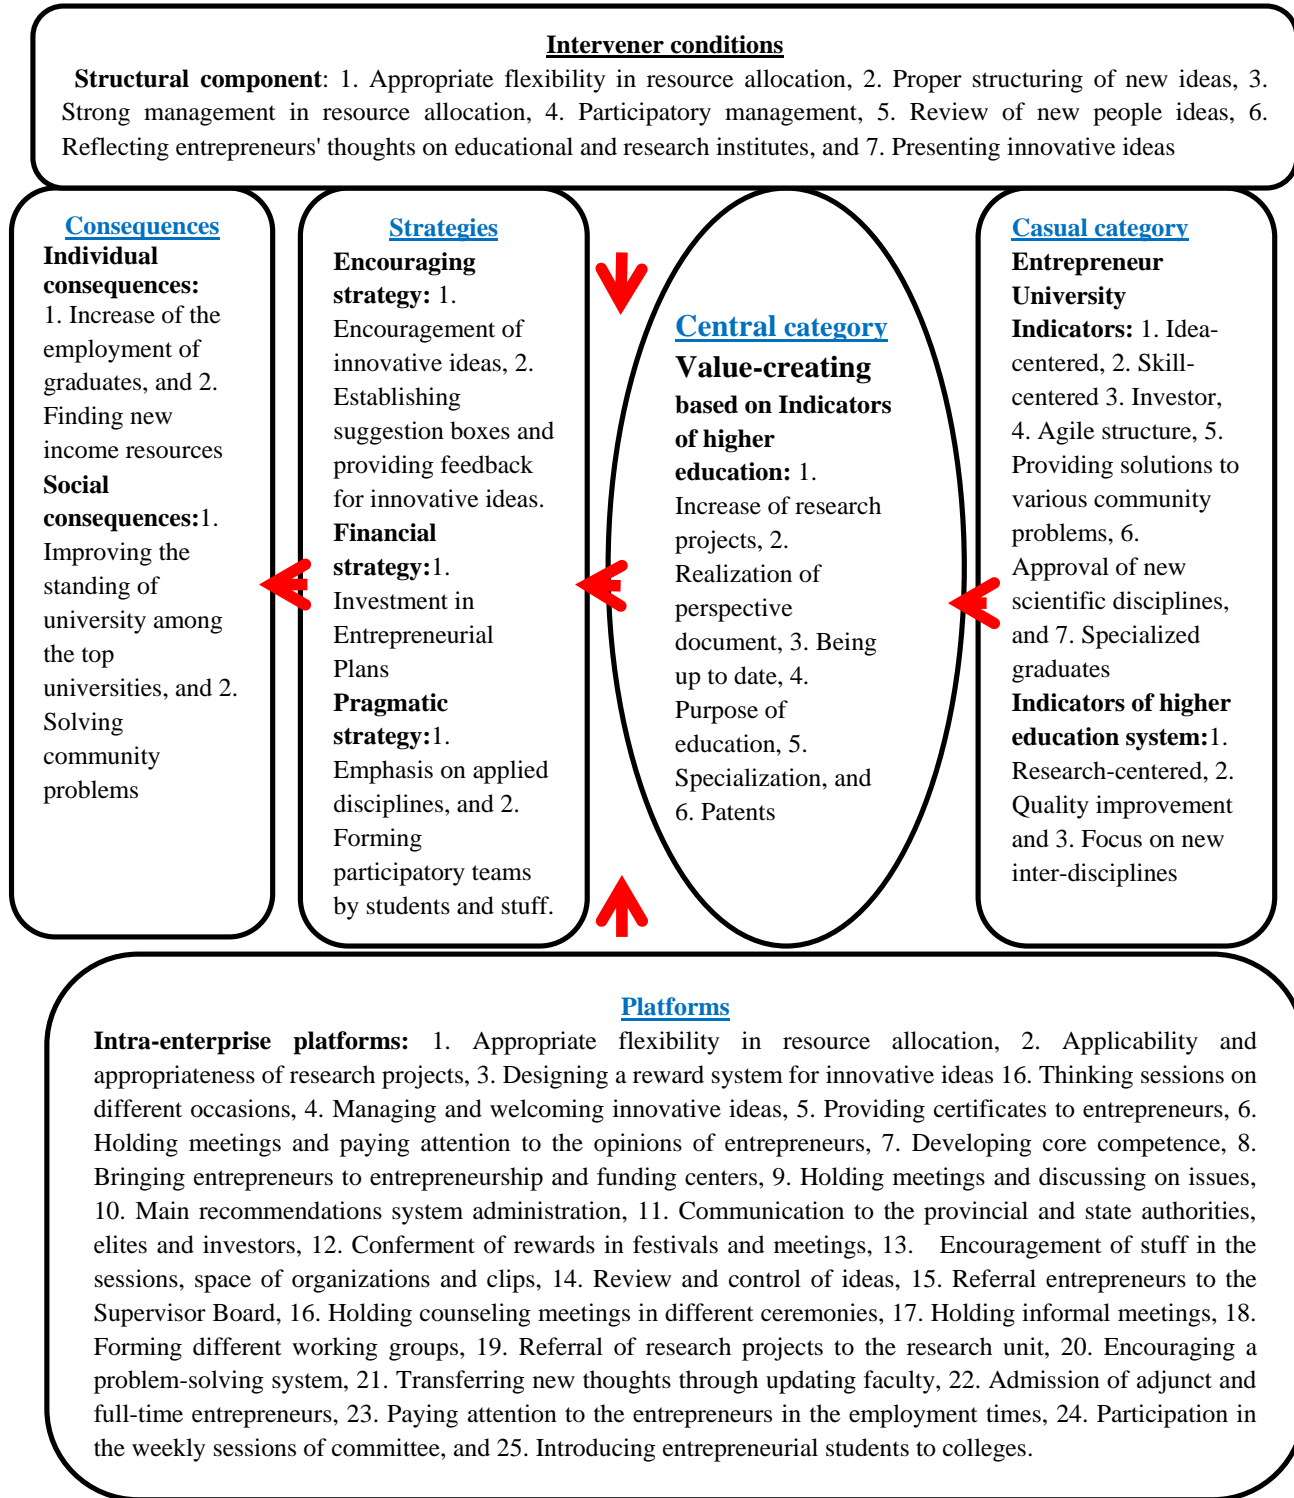 Intervener conditions
Structural component: 1. Appropriate flexibility in resource allocation, 2. Proper structuring of new ideas, 3.
Strong management in resource allocation, 4. Participatory management, 5. Review of new people ideas, 6.
Reflecting entrepreneurs' thoughts on educational and research institutes, and 7. Presenting innovative ideas
Consequences
Individual
consequences:
1. Increase of the
employment of
graduates, and 2.
Finding new
income resources
Social
consequences:1.
Improving the
standing of
university among
the top
universities, and 2.
Solving
community
problems
Strategies
Encouraging
strategy: 1.
Encouragement of
innovative ideas, 2.
Establishing
suggestion boxes and
providing feedback
for innovative ideas.
Financial
strategy:1.
Investment in
Entrepreneurial
Plans
Pragmatic
strategy:1.
Emphasis on applied
disciplines, and 2.
Forming
participatory teams
by students and stuff.
Central category
Value-creating
based on Indicators
of higher
education: 1.
Increase of research
projects, 2.
Realization of
perspective
document, 3. Being
up to date, 4.
Purpose of
education, 5.
Specialization, and
6. Patents
Casual category
Entrepreneur
University
Indicators: 1. Idea-
centered, 2. Skill-
centered 3. Investor,
4. Agile structure, 5.
Providing solutions to
various community
problems, 6.
Approval of new
scientific disciplines,
and 7. Specialized
graduates
Indicators of higher
education system:1.
Research-centered, 2.
Quality improvement
and 3. Focus on new
inter-disciplines
Platforms
Intra-enterprise platforms: 1. Appropriate flexibility in resource allocation, 2. Applicability and
appropriateness of research projects, 3. Designing a reward system for innovative ideas 16. Thinking sessions on
different occasions, 4. Managing and welcoming innovative ideas, 5. Providing certificates to entrepreneurs, 6.
Holding meetings and paying attention to the opinions of entrepreneurs, 7. Developing core competence, 8.
Bringing entrepreneurs to entrepreneurship and funding centers, 9. Holding meetings and discussing on issues,
10. Main recommendations system administration, 11. Communication to the provincial and state authorities,
elites and investors, 12. Conferment of rewards in festivals and meetings, 13. Encouragement of stuff in the
sessions, space of organizations and clips, 14. Review and control of ideas, 15. Referral entrepreneurs to the
Supervisor Board, 16. Holding counseling meetings in different ceremonies, 17. Holding informal meetings, 18.
Forming different working groups, 19. Referral of research projects to the research unit, 20. Encouraging a
problem-solving system, 21. Transferring new thoughts through updating faculty, 22. Admission of adjunct and
full-time entrepreneurs, 23. Paying attention to the entrepreneurs in the employment times, 24. Participation in
the weekly sessions of committee, and 25. Introducing entrepreneurial students to colleges.